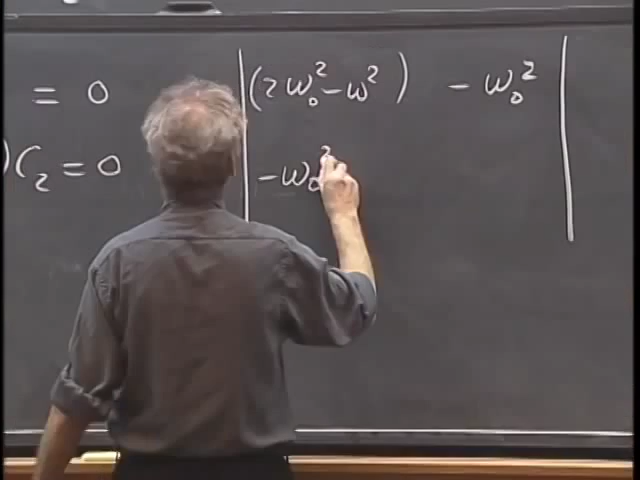 = 0 | (2ω₀² - ω²) - ω₀² |
)C₂ = 0 | - ω₀² |